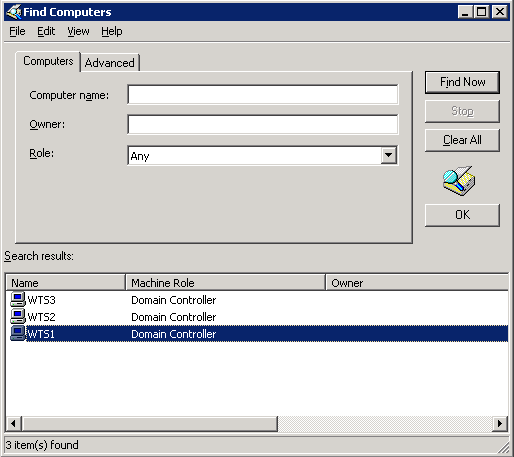 Find Computers
File Edit View Help
Computers Advanced
Computer name:
Owner:
Role: Any
Find Now
Stop
Clear All
OK
Search results:
Name Machine Role Owner
WTS3 Domain Controller
WTS2 Domain Controller
WTS1 Domain Controller
3 item(s) found